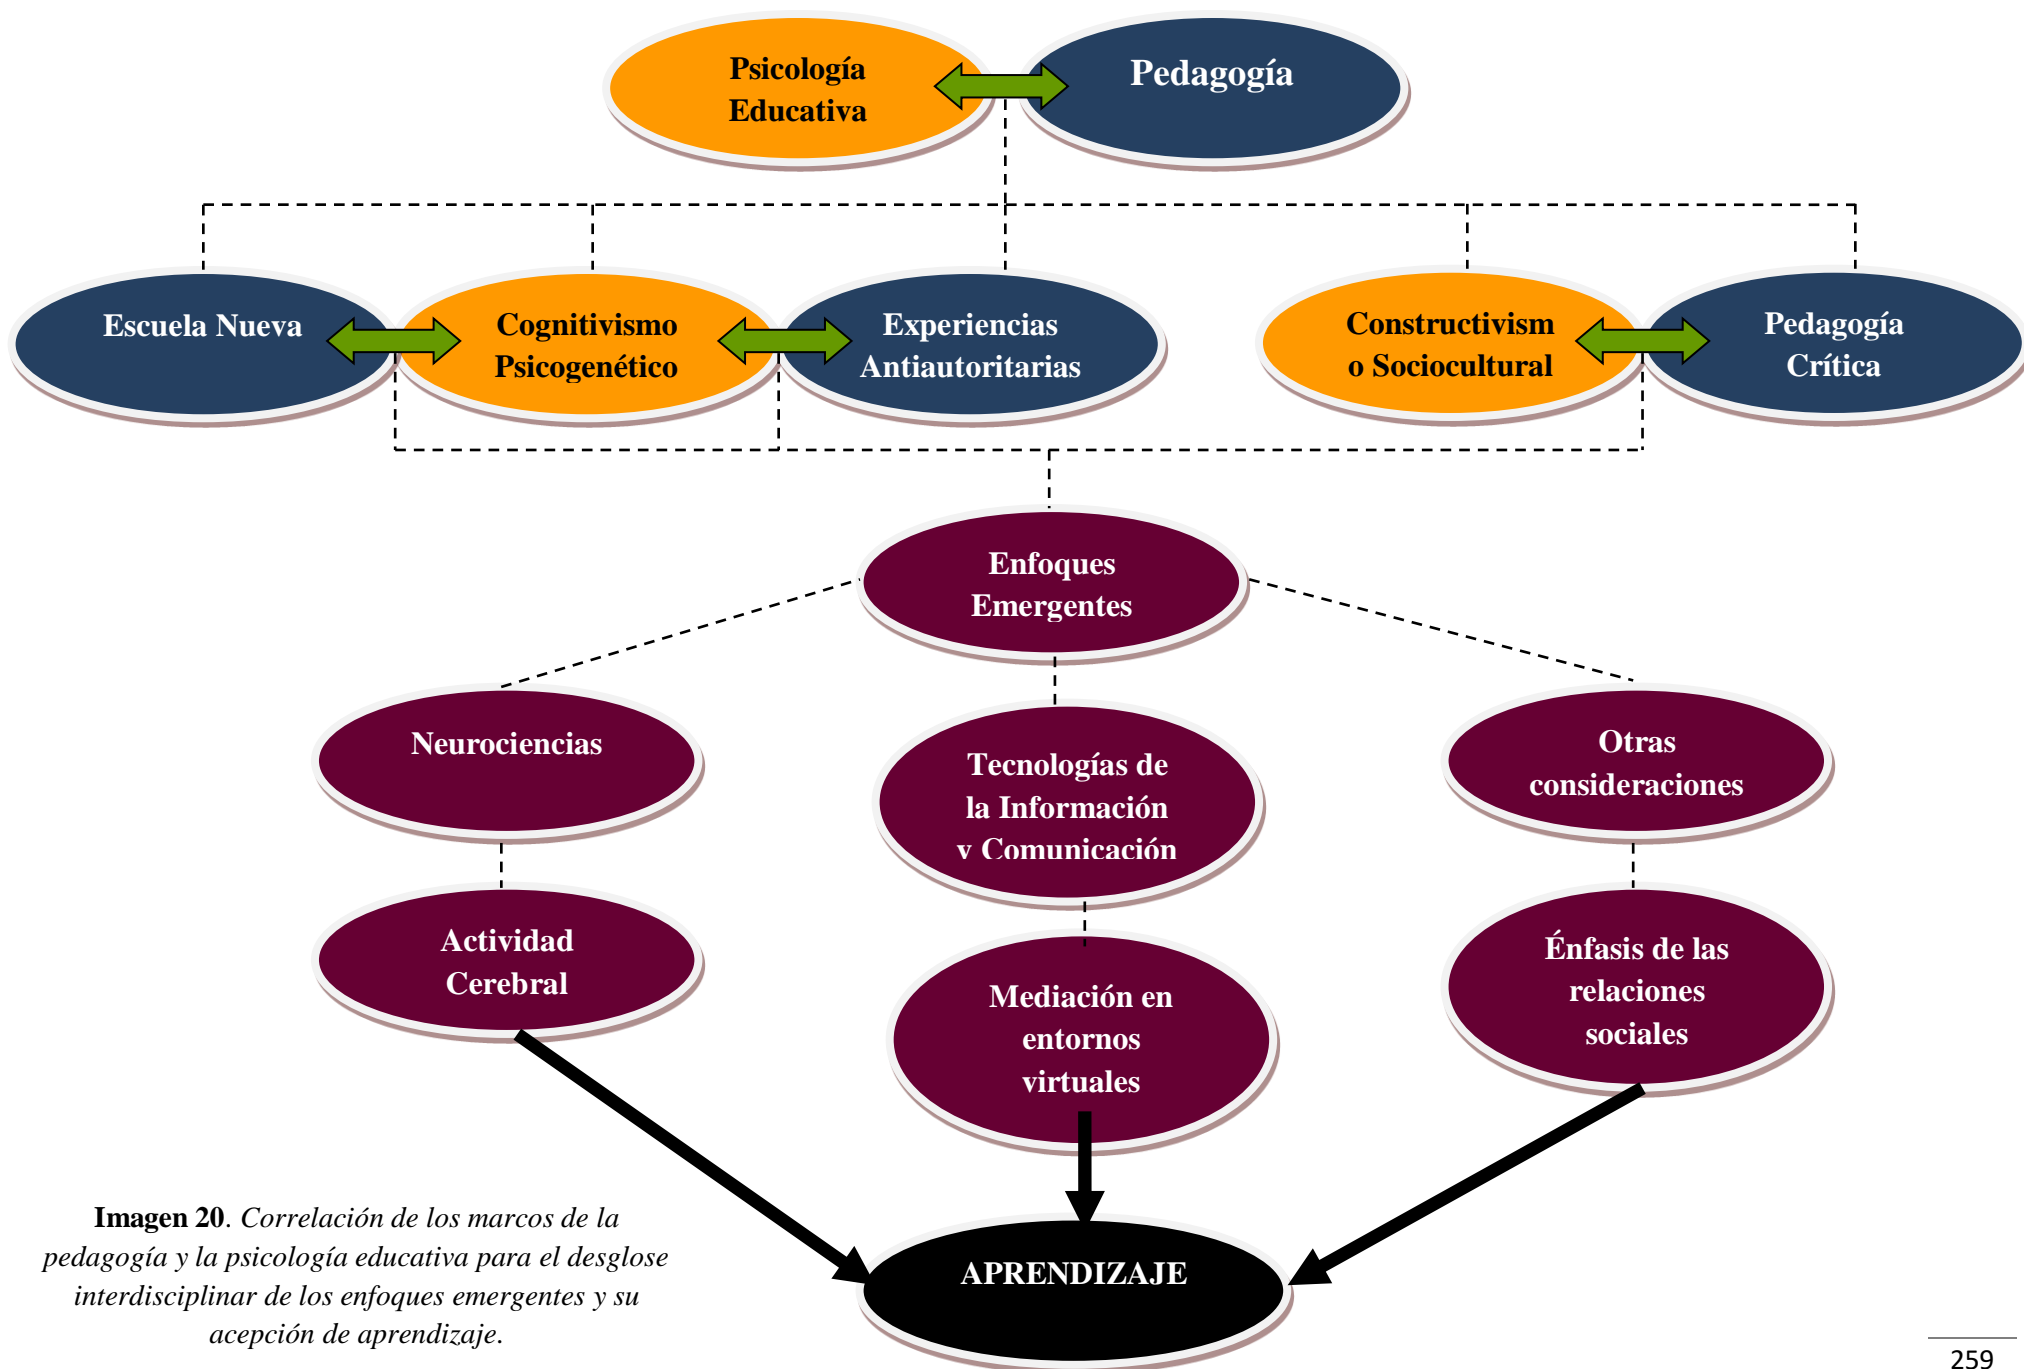 Psicología
Educativa
Pedagogía
Escuela Nueva
Cognitivismo
Psicogenético
Experiencias
Antiautoritarias
Constructivism
o Sociocultural
Pedagogía
Crítica
Enfoques
Emergentes
Neurociencias
Tecnologías de
la Información
y Comunicación
Otras
consideraciones
Actividad
Cerebral
Mediación en
entornos
virtuales
Énfasis de las
relaciones
sociales
APRENDIZAJE
Imagen 20. Correlación de los marcos de la
pedagogía y la psicología educativa para el desglose
interdisciplinar de los enfoques emergentes y su
acepción de aprendizaje.
259